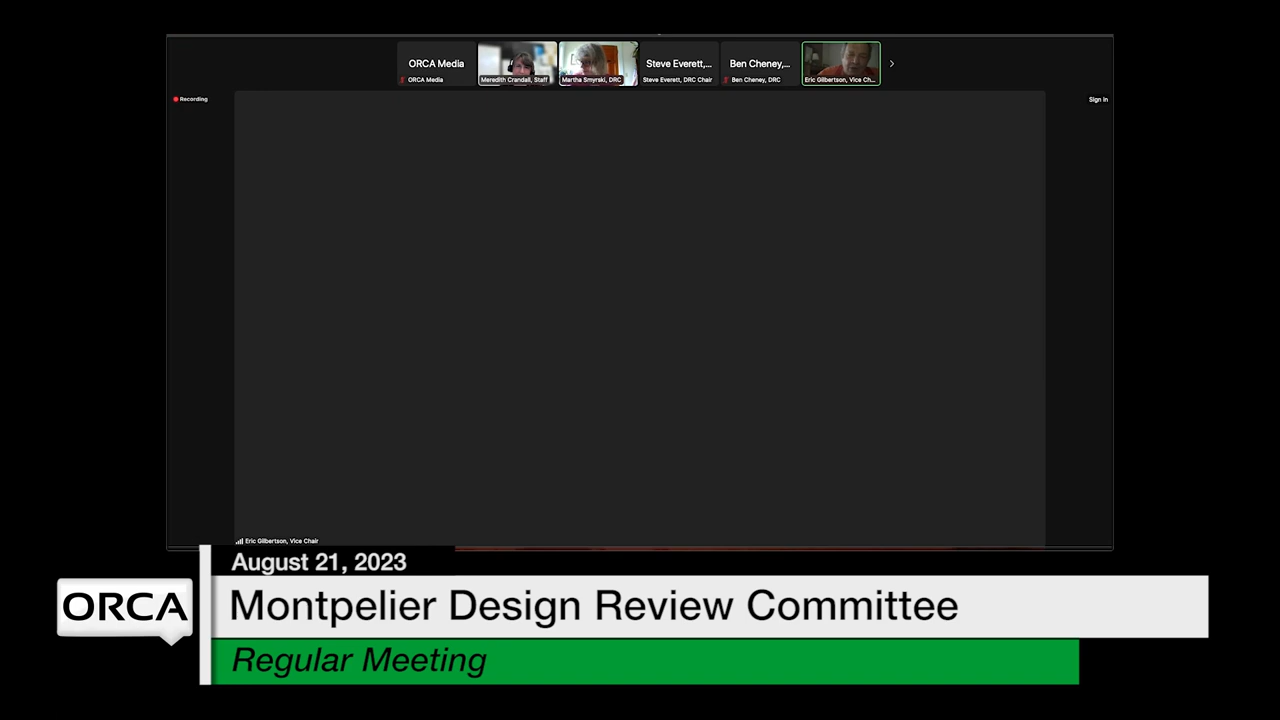 ORCA Media
Steve Everett,...
Ben Cheney,...
ORCA Media
Meredith Crandall, Staff
Martha Smyrski, DRC
Steve Everett, DRC Chair
Ben Cheney, DRC
Eric Gilbertson, Vice Ch...
Recording
Sign in
Eric Gilbertson, Vice Chair
August 21, 2023
ORCA
Montpelier Design Review Committee
Regular Meeting